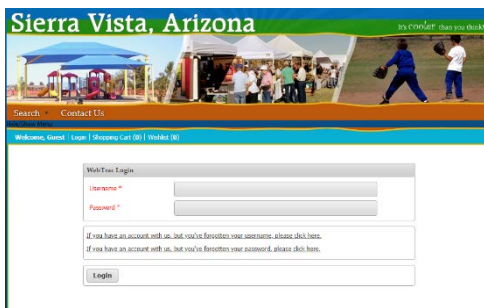 Sierra Vista, Arizona
It's cooler than you think!
Search Contact Us
Welcome, Guest | Login | Shopping Cart (0) | Wishlist (0)
WebTrac Login
Username *
Password *
If you have an account with us, but you've forgotten your username, please click here.
If you have an account with us, but you've forgotten your password, please click here.
Login